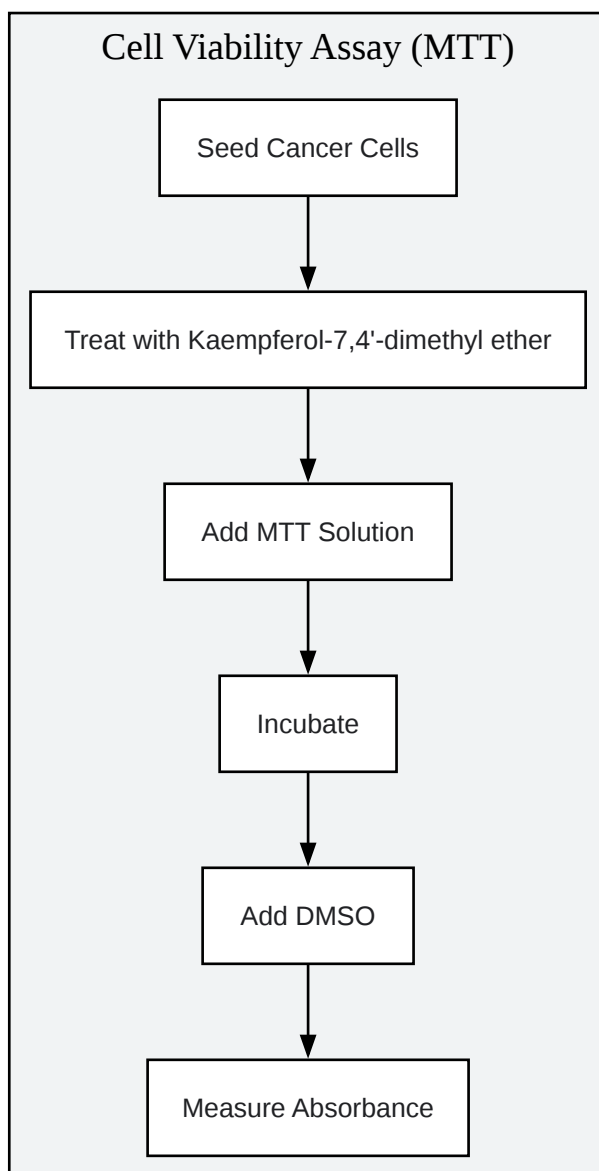 Cell Viability Assay (MTT)
Seed Cancer Cells
Treat with Kaempferol-7,4'-dimethyl ether
Add MTT Solution
Incubate
Add DMSO
Measure Absorbance